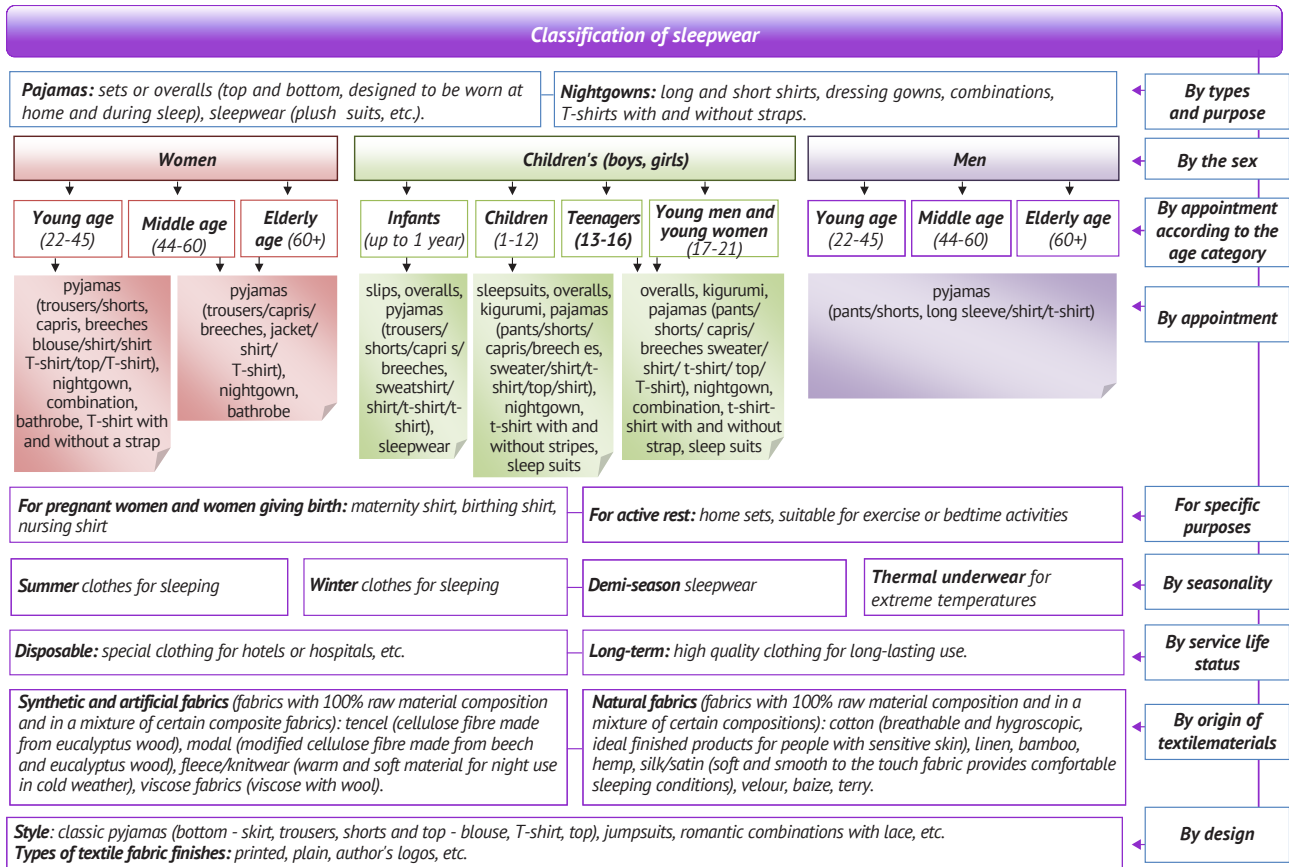 Classification of sleepwear
Pajamas: sets or overalls (top and bottom, designed to be worn at
home and during sleep), sleepwear (plush suits, etc.).
Nightgowns: long and short shirts, dressing gowns, combinations,
T-shirts with and without straps.
By types
and purpose
Women
Children's (boys, girls)
Men
By the sex
Young age
(22-45)
Middle age
(44-60)
Elderly
age (60+)
Infants
(up to 1 year)
Children
(1-12)
Teenagers
(13-16)
Young men and
young women
(17-21)
Young age
(22-45)
Middle age
(44-60)
Elderly age
(60+)
By appointment
according to the
age category
pyjamas
(trousers/shorts,
capris, breeches
blouse/shirt/shirt
T-shirt/top/T-shirt),
nightgown,
combination,
bathrobe, T-shirt with
and without a strap
pyjamas
(trousers/capris/
breeches, jacket/
shirt/
T-shirt),
nightgown,
bathrobe
slips, overalls,
pyjamas
(trousers/
shorts/capri s/
breeches,
sweatshirt/
shirt/t-shirt/t-
shirt),
sleepwear
sleepsuits, overalls,
kigurumi, pajamas
(pants/shorts/
capris/breech es,
sweater/shirt/t-
shirt/top/shirt),
nightgown,
t-shirt with and
without stripes,
sleep suits
overalls, kigurumi,
pajamas (pants/
shorts/ capris/
breeches sweater/
shirt/ t-shirt/ top/
T-shirt), nightgown,
combination, t-shirt-
shirt with and without
strap, sleep suits
pyjamas
(pants/shorts, long sleeve/shirt/t-shirt)
By appointment
For pregnant women and women giving birth: maternity shirt, birthing shirt,
nursing shirt
For active rest: home sets, suitable for exercise or bedtime activities
For specific
purposes
Summer clothes for sleeping
Winter clothes for sleeping
Demi-season sleepwear
Thermal underwear for
extreme temperatures
By seasonality
Disposable: special clothing for hotels or hospitals, etc.
Long-term: high quality clothing for long-lasting use.
By service life
status
Synthetic and artificial fabrics (fabrics with 100% raw material composition
and in a mixture of certain composite fabrics): tencel (cellulose fibre made
from eucalyptus wood), modal (modified cellulose fibre made from beech
and eucalyptus wood), fleece/knitwear (warm and soft material for night use
in cold weather), viscose fabrics (viscose with wool).
Natural fabrics (fabrics with 100% raw material composition and in a
mixture of certain compositions): cotton (breathable and hygroscopic,
ideal finished products for people with sensitive skin), linen, bamboo,
hemp, silk/satin (soft and smooth to the touch fabric provides comfortable
sleeping conditions), velour, baize, terry.
By origin of
textilematerials
Style: classic pyjamas (bottom - skirt, trousers, shorts and top - blouse, T-shirt, top), jumpsuits, romantic combinations with lace, etc.
Types of textile fabric finishes: printed, plain, author's logos, etc.
By design